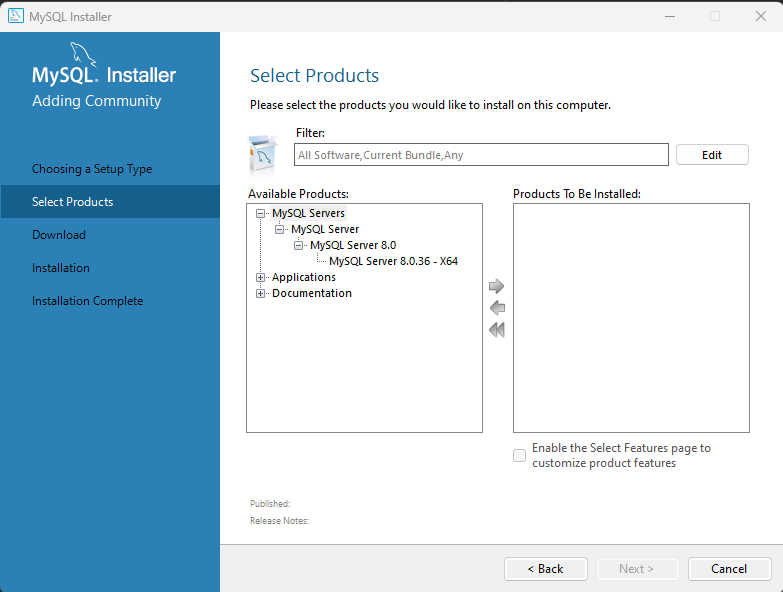 MySQL Installer
MySQL® Installer
Adding Community
Choosing a Setup Type
Select Products
Download
Installation
Installation Complete
Select Products
Please select the products you would like to install on this computer.
Filter:
All Software,Current Bundle,Any
Edit
Available Products:
MySQL Servers
MySQL Server
MySQL Server 8.0
MySQL Server 8.0.36 - X64
Applications
Documentation
Products To Be Installed:
Enable the Select Features page to
customize product features
Published:
Release Notes:
< Back
Next >
Cancel